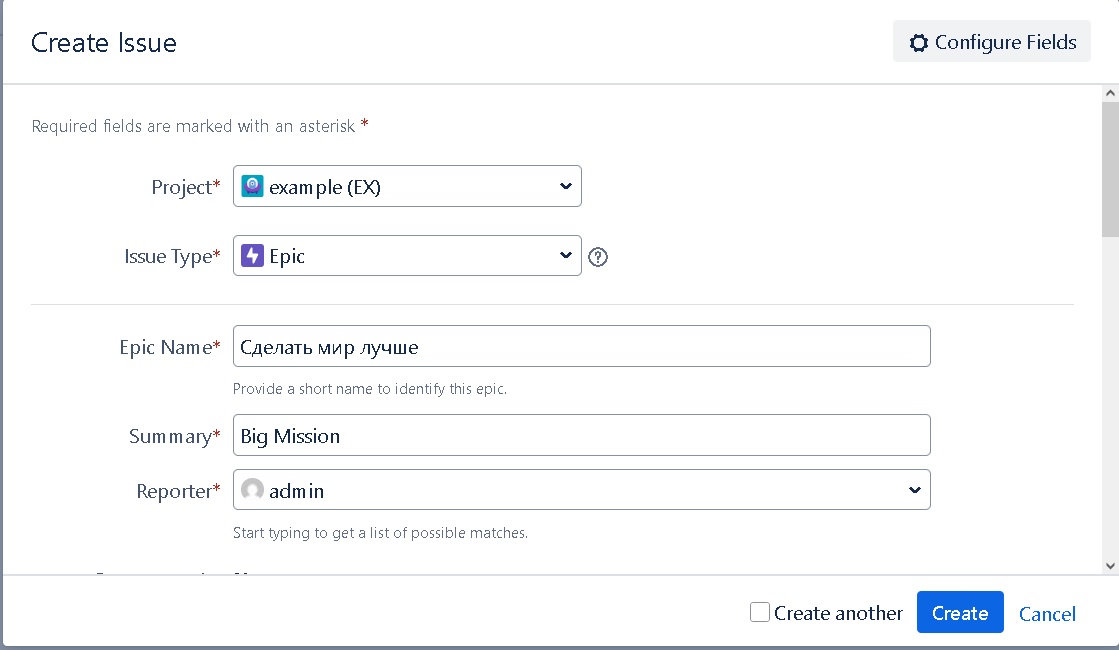 Create Issue
Configure Fields
Required fields are marked with an asterisk *
Project* example (EX)
Issue Type* Epic ?
Epic Name* Сделать мир лучше
Provide a short name to identify this epic.
Summary* Big Mission
Reporter* admin
Start typing to get a list of possible matches.
Create another Create Cancel